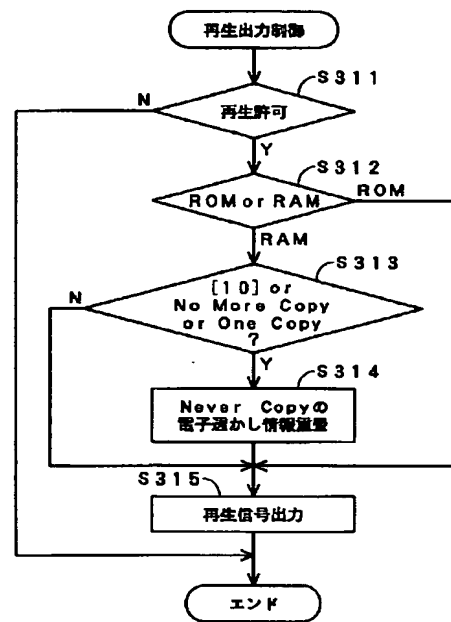 再生出力制御
S311
N
再生許可
Y
S312
ROM or RAM
ROM
RAM
S313
N
[10] or
No More Copy
or One Copy
?
Y
S314
Never Copyの
電子透かし情報重畳
S315
再生信号出力
エンド